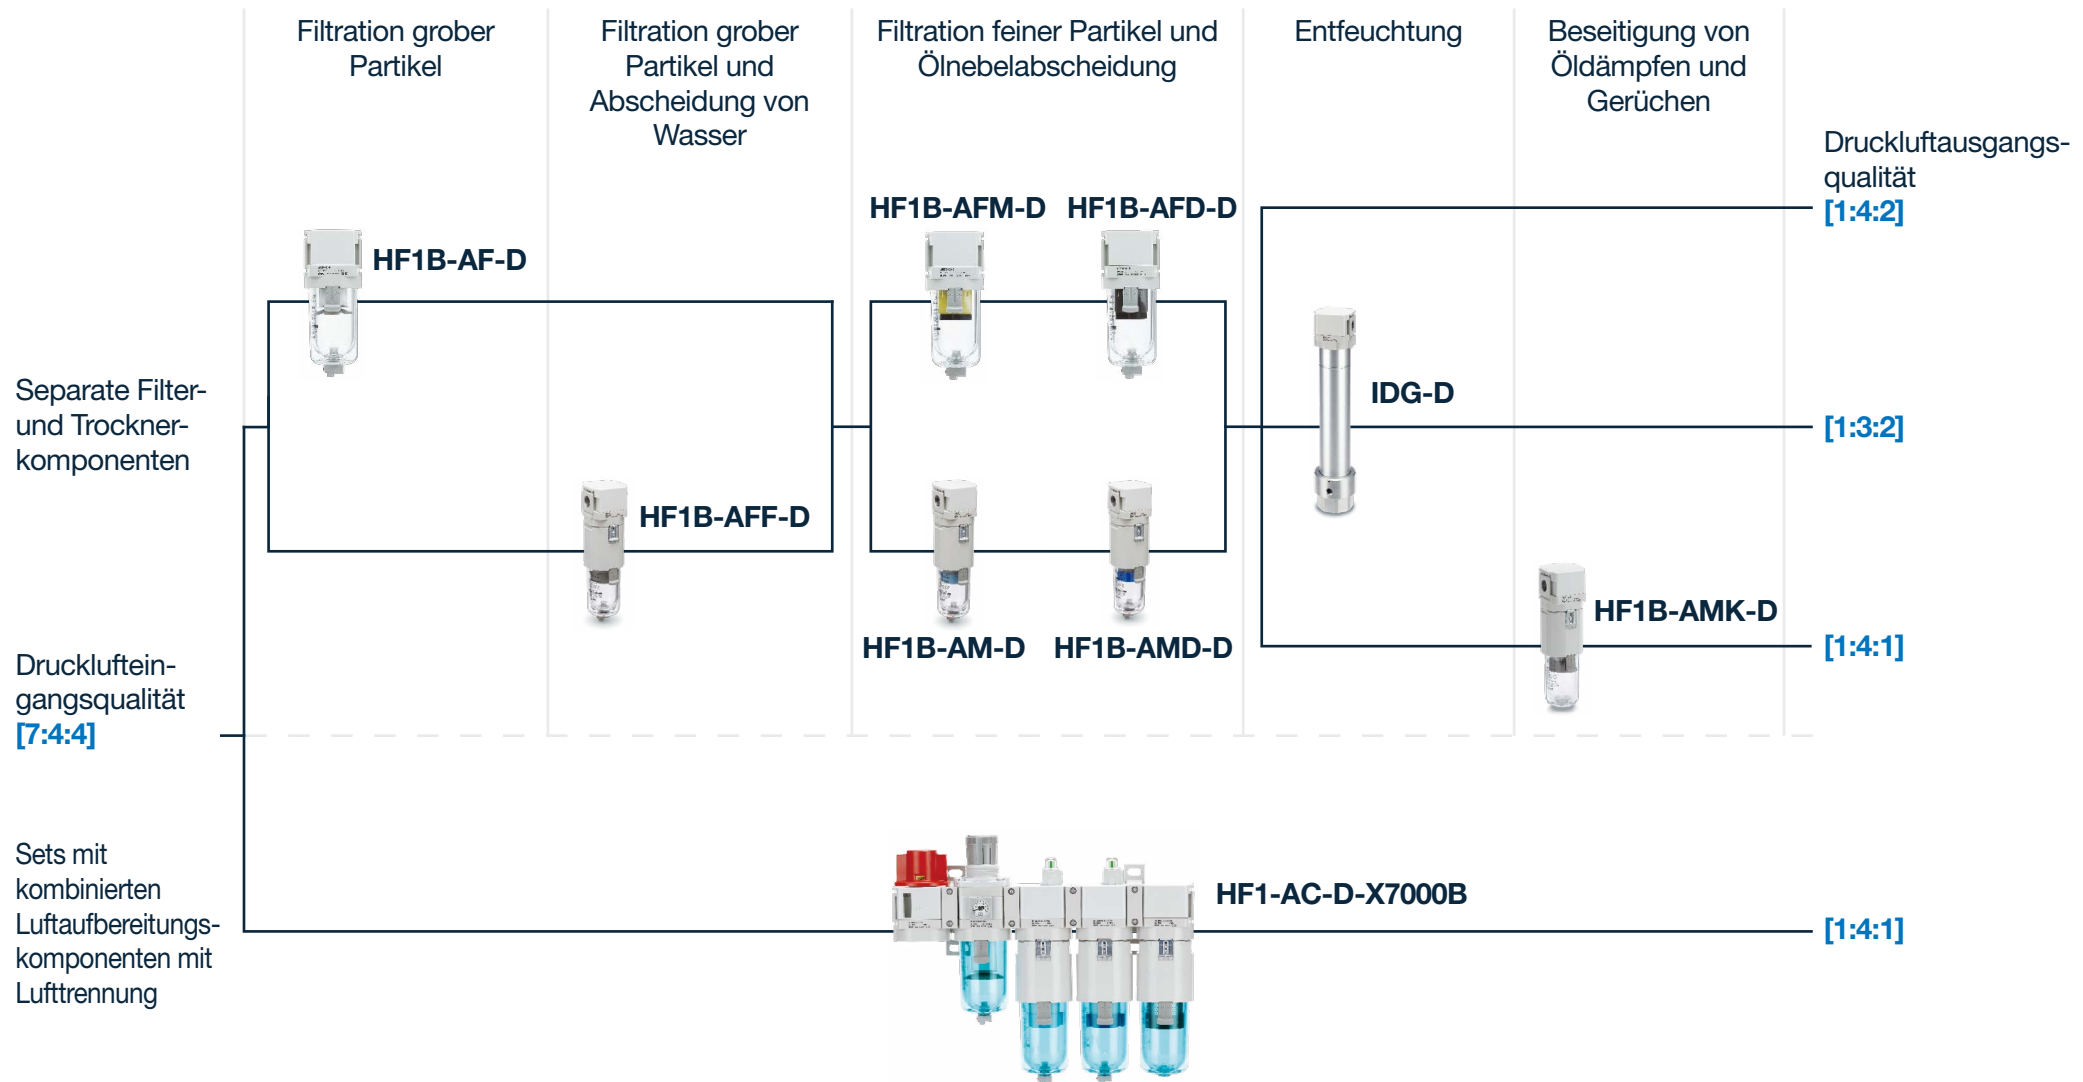 Filtration grober
Partikel
Filtration grober
Partikel und
Abscheidung von
Wasser
Filtration feiner Partikel und
Ölnebelabscheidung
Entfeuchtung
Beseitigung von
Öldämpfen und
Gerüchen
Druckluftausgangs-
qualität
[1:4:2]
HF1B-AFM-D
HF1B-AFD-D
HF1B-AF-D
Separate Filter-
und Trockner-
komponenten
IDG-D
[1:3:2]
HF1B-AFF-D
HF1B-AM-D
HF1B-AMD-D
HF1B-AMK-D
[1:4:1]
Drucklufteingangsqualität
[7:4:4]
Sets mit
kombinierten
Luftaufbereitungs-
komponenten mit
Lufttrennung
HF1-AC-D-X7000B
[1:4:1]